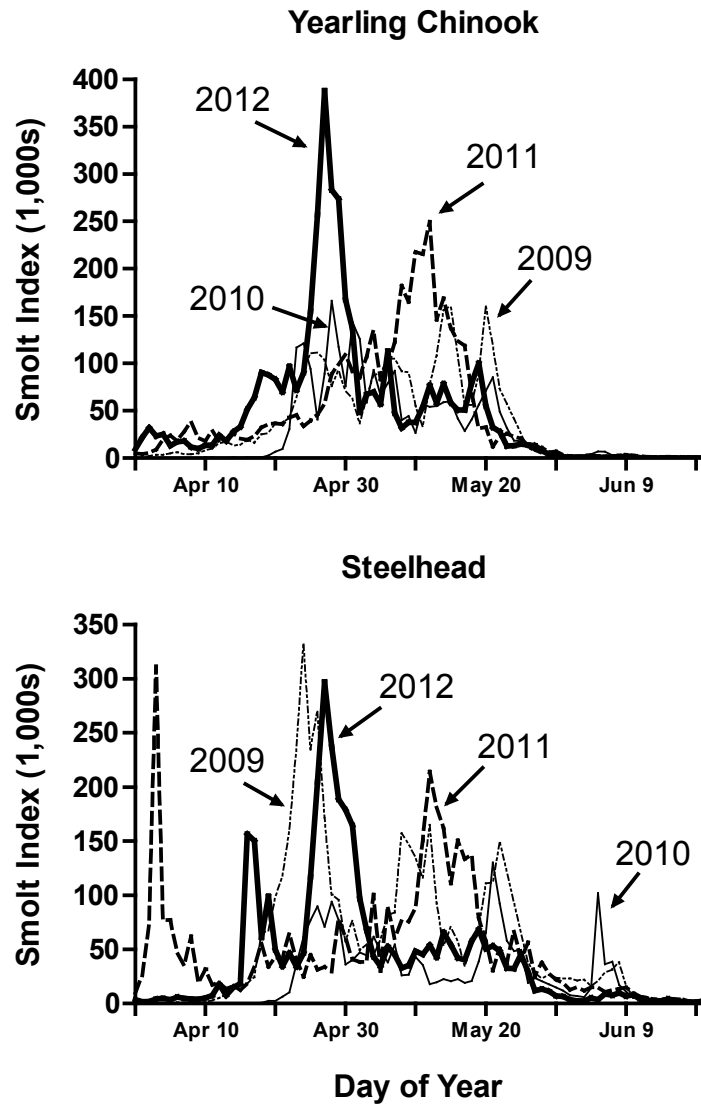 Yearling Chinook
Smolt Index (1,000s)
400
350
300
250
200
150
100
50
0
2012
2011
2010
2009
Apr 10
Apr 30
May 20
Jun 9
Steelhead
Smolt Index (1,000s)
350
300
250
200
150
100
50
0
2012
2009
2011
2010
Apr 10
Apr 30
May 20
Jun 9
Day of Year